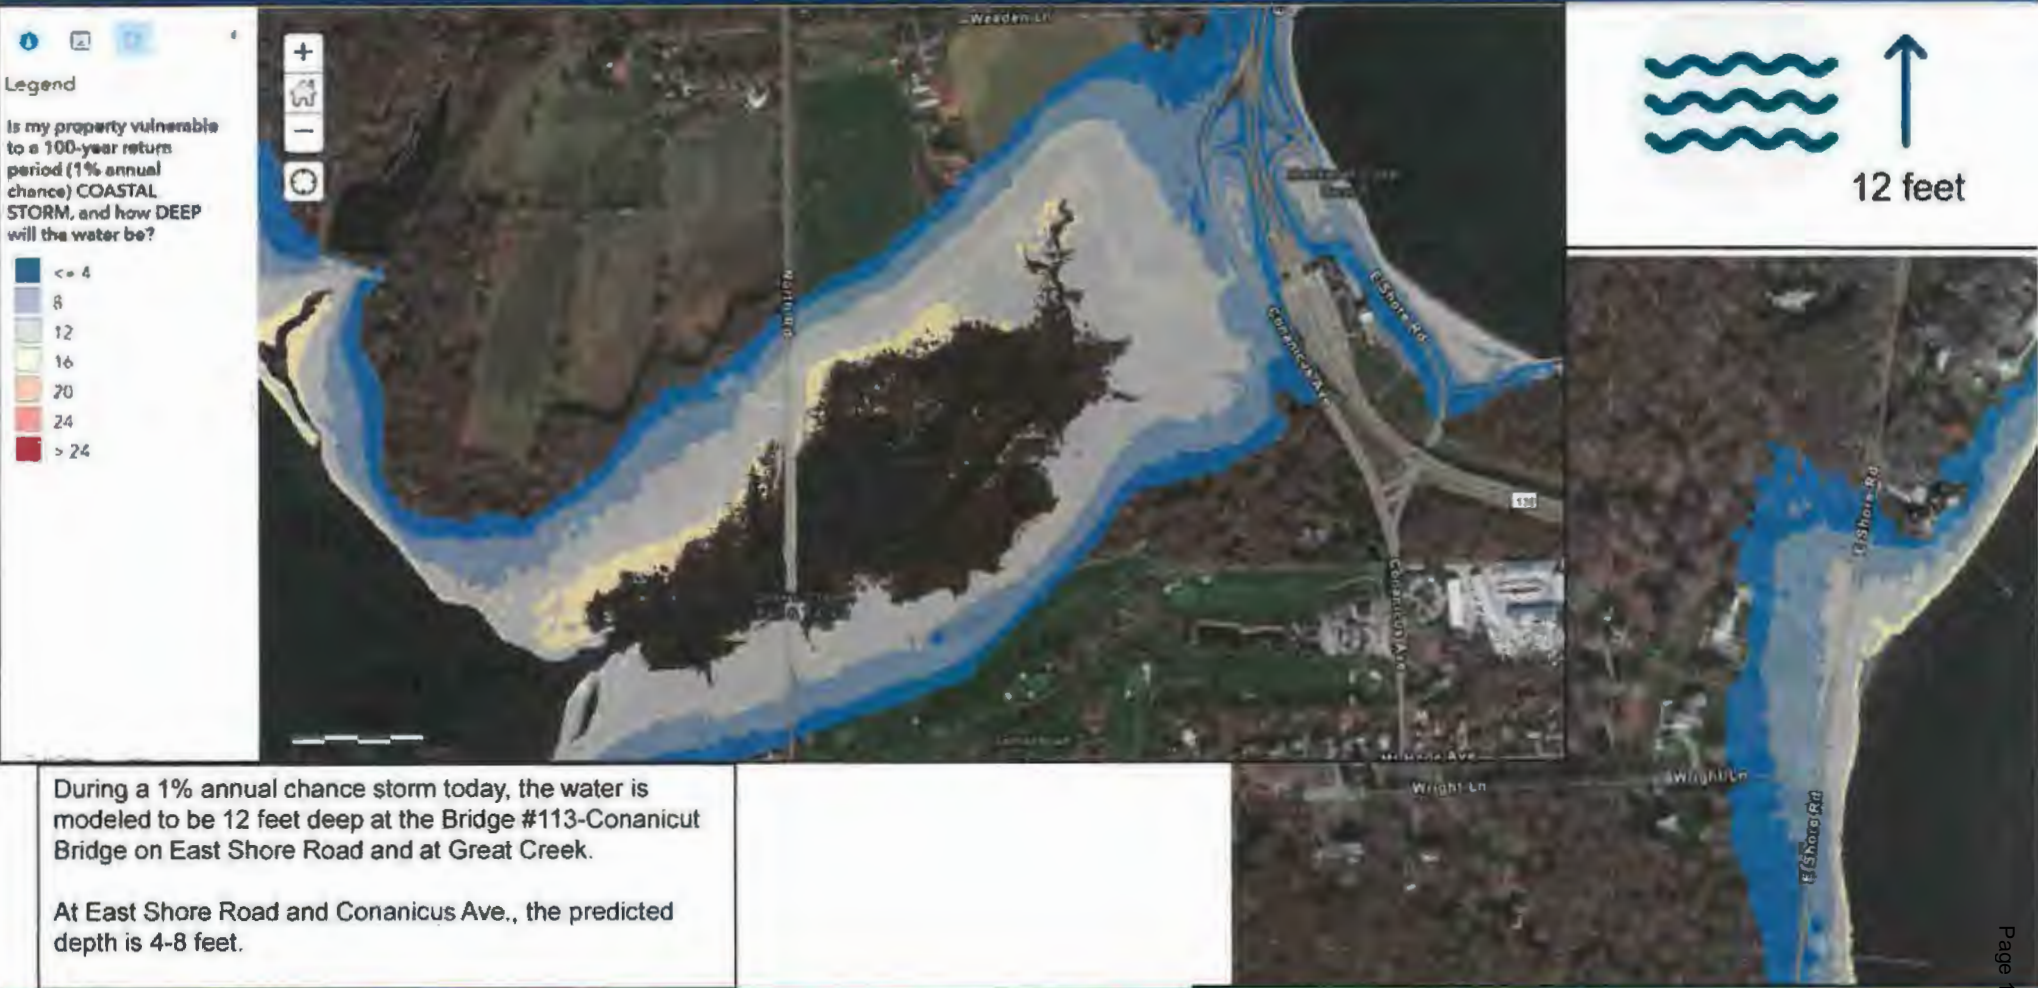 Legend
Is my property vulnerable
to a 100-year return
period (1% annual
chance) COASTAL
STORM, and how DEEP
will the water be?
<= 4
8
12
16
20
24
> 24
Weeden Ln
North Rd
E Shore Rd
Conanicus Ave
138
Conanicus Ave
12 feet
E Shore Rd
Wright Ln
Wright Ln
E Shore Rd
During a 1% annual chance storm today, the water is
modeled to be 12 feet deep at the Bridge #113-Conanicut
Bridge on East Shore Road and at Great Creek.
At East Shore Road and Conanicus Ave., the predicted
depth is 4-8 feet.
Page